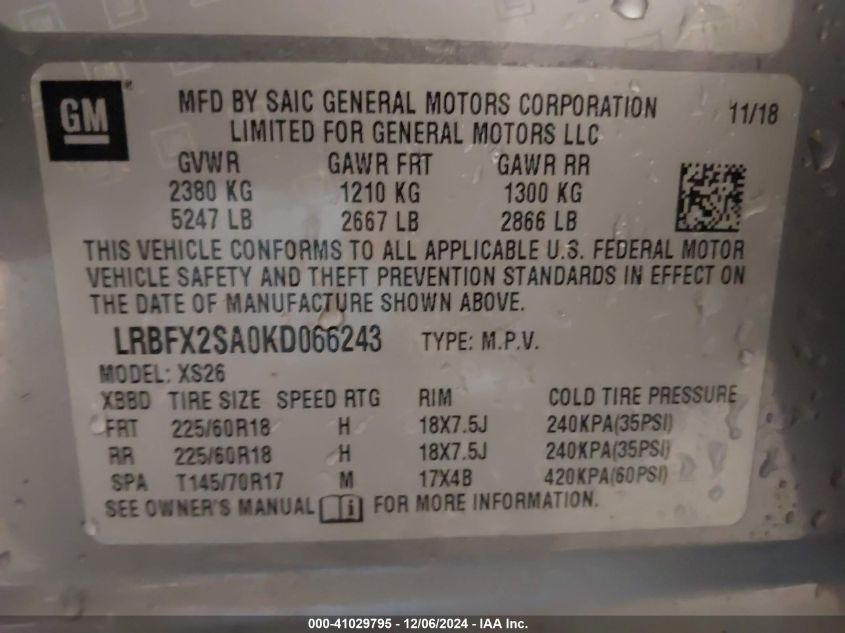 GM
MFD BY SAIC GENERAL MOTORS CORPORATION
LIMITED FOR GENERAL MOTORS LLC
11/18
GVWR GAWR FRT GAWR RR
2380 KG 1210 KG 1300 KG
5247 LB 2667 LB 2866 LB
THIS VEHICLE CONFORMS TO ALL APPLICABLE U.S. FEDERAL MOTOR
VEHICLE SAFETY AND THEFT PREVENTION STANDARDS IN EFFECT ON
THE DATE OF MANUFACTURE SHOWN ABOVE.
LRBFX2SA0KD066243 TYPE: M.P.V.
MODEL: XS26
XBBD TIRE SIZE SPEED RTG RIM COLD TIRE PRESSURE
FRT 225/60R18 H 18X7.5J 240KPA(35PSI)
RR 225/60R18 H 18X7.5J 240KPA(35PSI)
SPA T145/70R17 M 17X4B 420KPA(60PSI)
SEE OWNER'S MANUAL i FOR MORE INFORMATION.
000-41029795 - 12/06/2024 - IAA Inc.